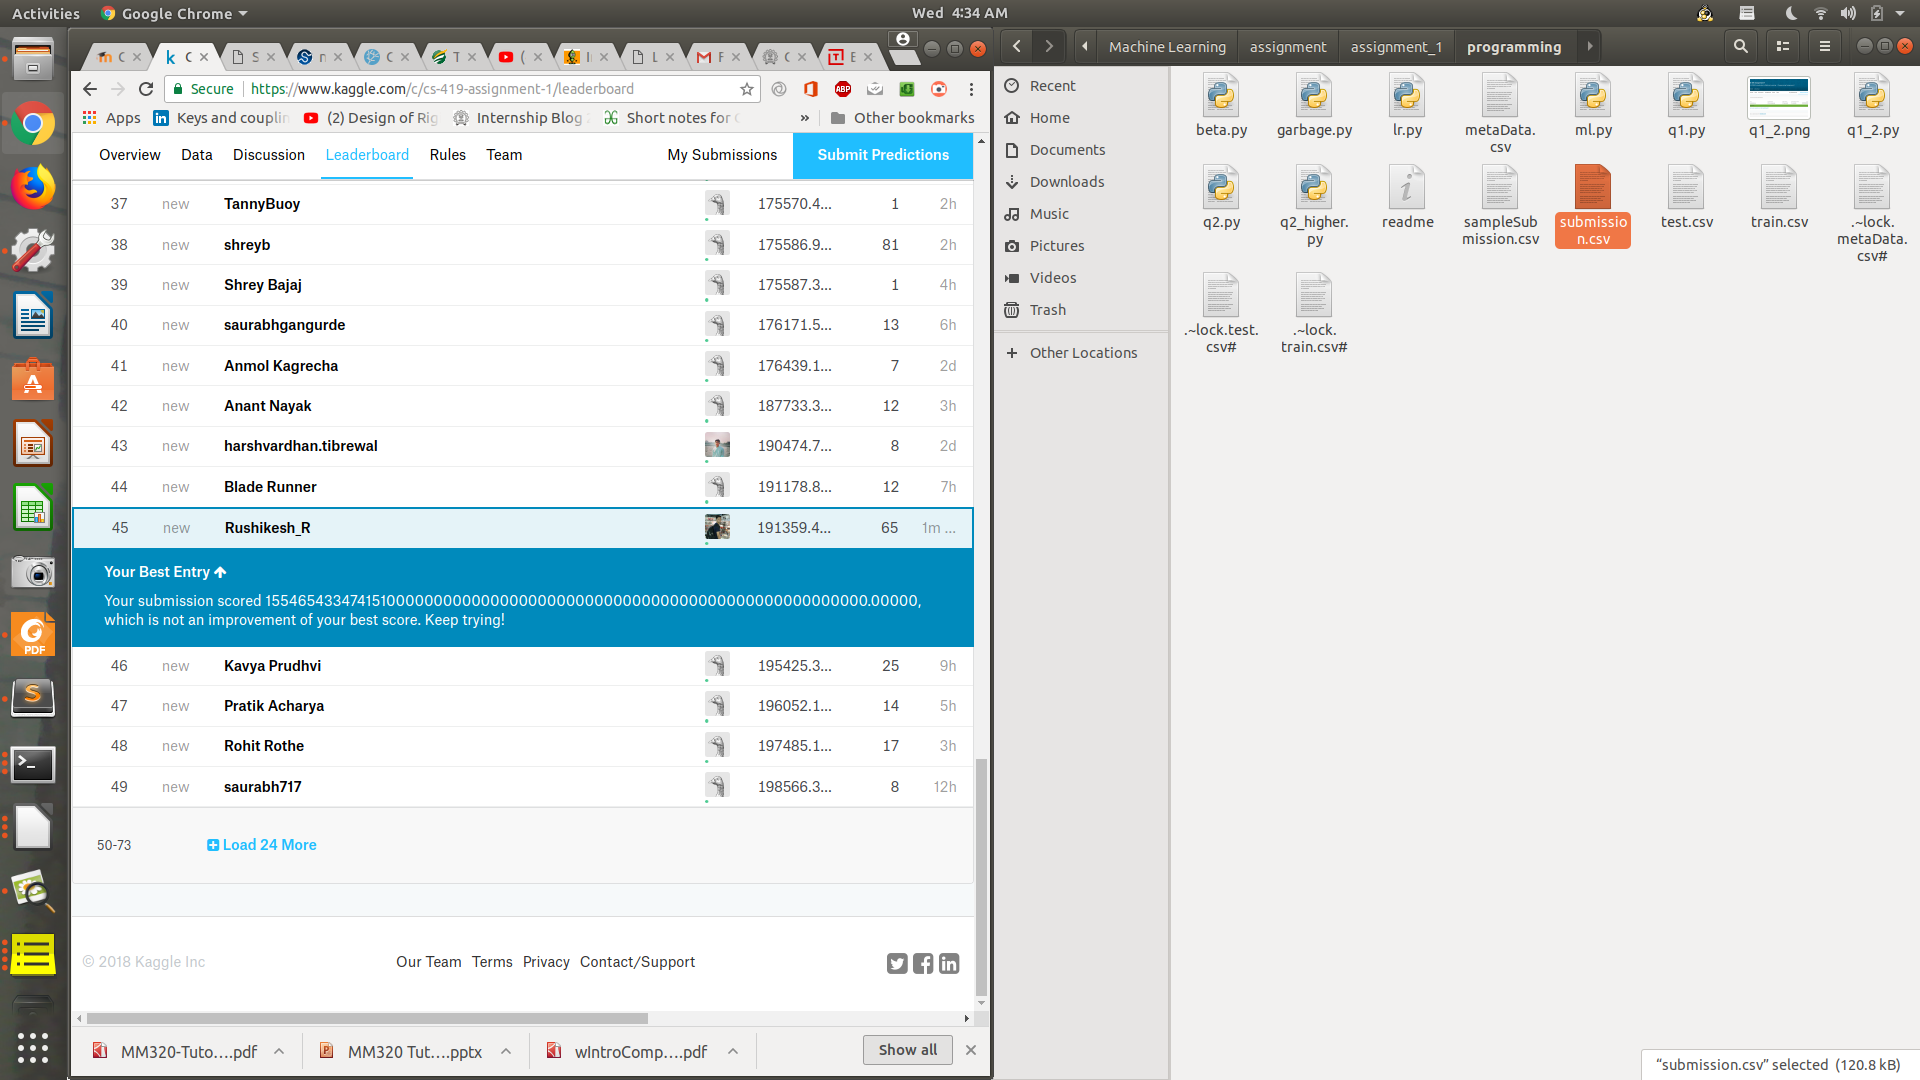 Activities
Google Chrome
Wed 4:34 AM
Secure https://www.kaggle.com/c/cs-419-assignment-1/leaderboard
Apps
Keys and couplin
(2) Design of Rig
Internship Blog
Short notes for
»
Other bookmarks
Overview Data Discussion Leaderboard Rules Team My Submissions Submit Predictions
37 new TannyBuoy 175570.4... 1 2h
38 new shreyb 175586.9... 81 2h
39 new Shrey Bajaj 175587.3... 1 4h
40 new saurabhgangurde 176171.5... 13 6h
41 new Anmol Kagrecha 176439.1... 7 2d
42 new Anant Nayak 187733.3... 12 3h
43 new harshvardhan.tibrewal 190474.7... 8 2d
44 new Blade Runner 191178.8... 12 7h
45 new Rushikesh_R 191359.4... 65 1m ...
Your Best Entry
Your submission scored
which is not an improvement of your best score. Keep trying!
46 new Kavya Prudhvi 195425.3... 25 9h
47 new Pratik Acharya 196052.1... 14 5h
48 new Rohit Rothe 197485.1... 17 3h
49 new saurabh717 198566.3... 8 12h
50-73 Load 24 More
© 2018 Kaggle Inc Our Team Terms Privacy Contact/Support
MM320-Tuto....pdf
MM320 Tut....pptx
wIntroComp....pdf
Show all
Machine Learning assignment assignment_1 programming
Recent
Home
Documents
Downloads
Music
Pictures
Videos
Trash
+ Other Locations
beta.py
garbage.py
lr.py
metaData.
csv
ml.py
q1.py
q1_2.png
q1_2.py
q2.py
q2_higher.
py
readme
sampleSub
mission.csv
submissio
n.csv
test.csv
train.csv
.~lock.
metaData.
csv#
.~lock.test.
csv#
.~lock.
train.csv#
“submission.csv” selected (120.8 kB)